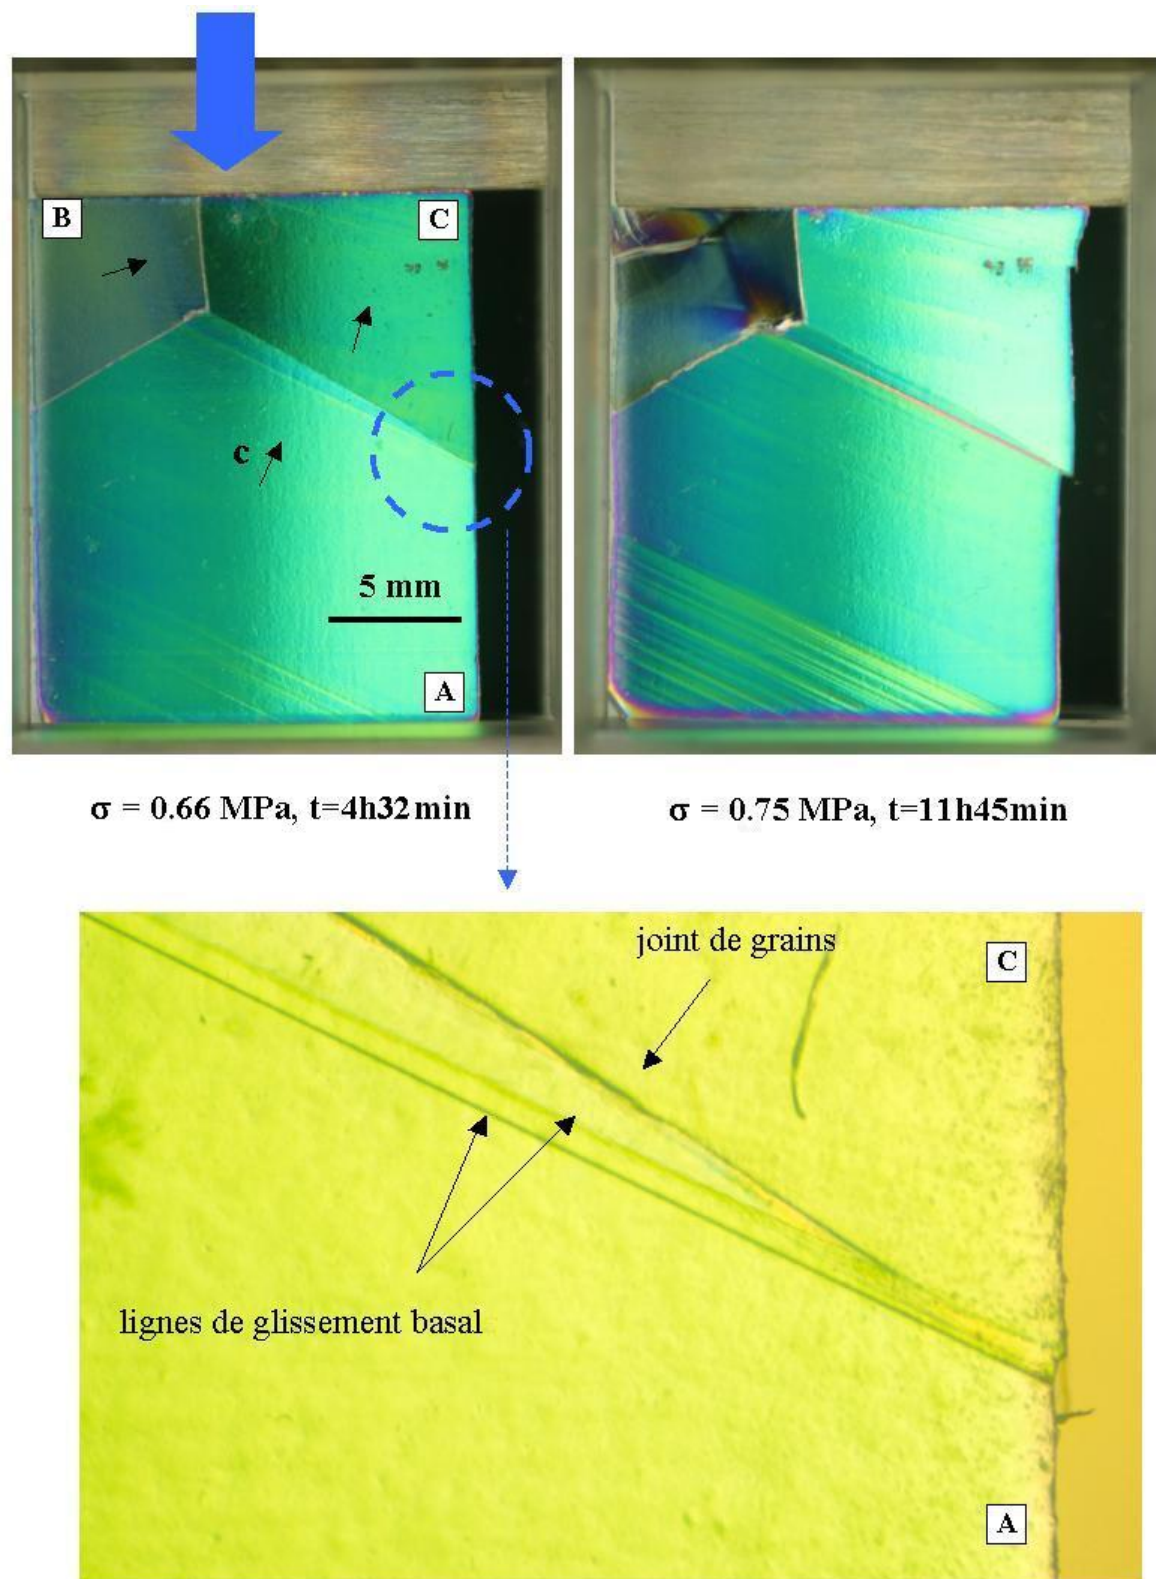 B
C
c
5 mm
A
σ = 0.66 MPa, t=4h32min
σ = 0.75 MPa, t=11h45min
joint de grains
C
lignes de glissement basal
A